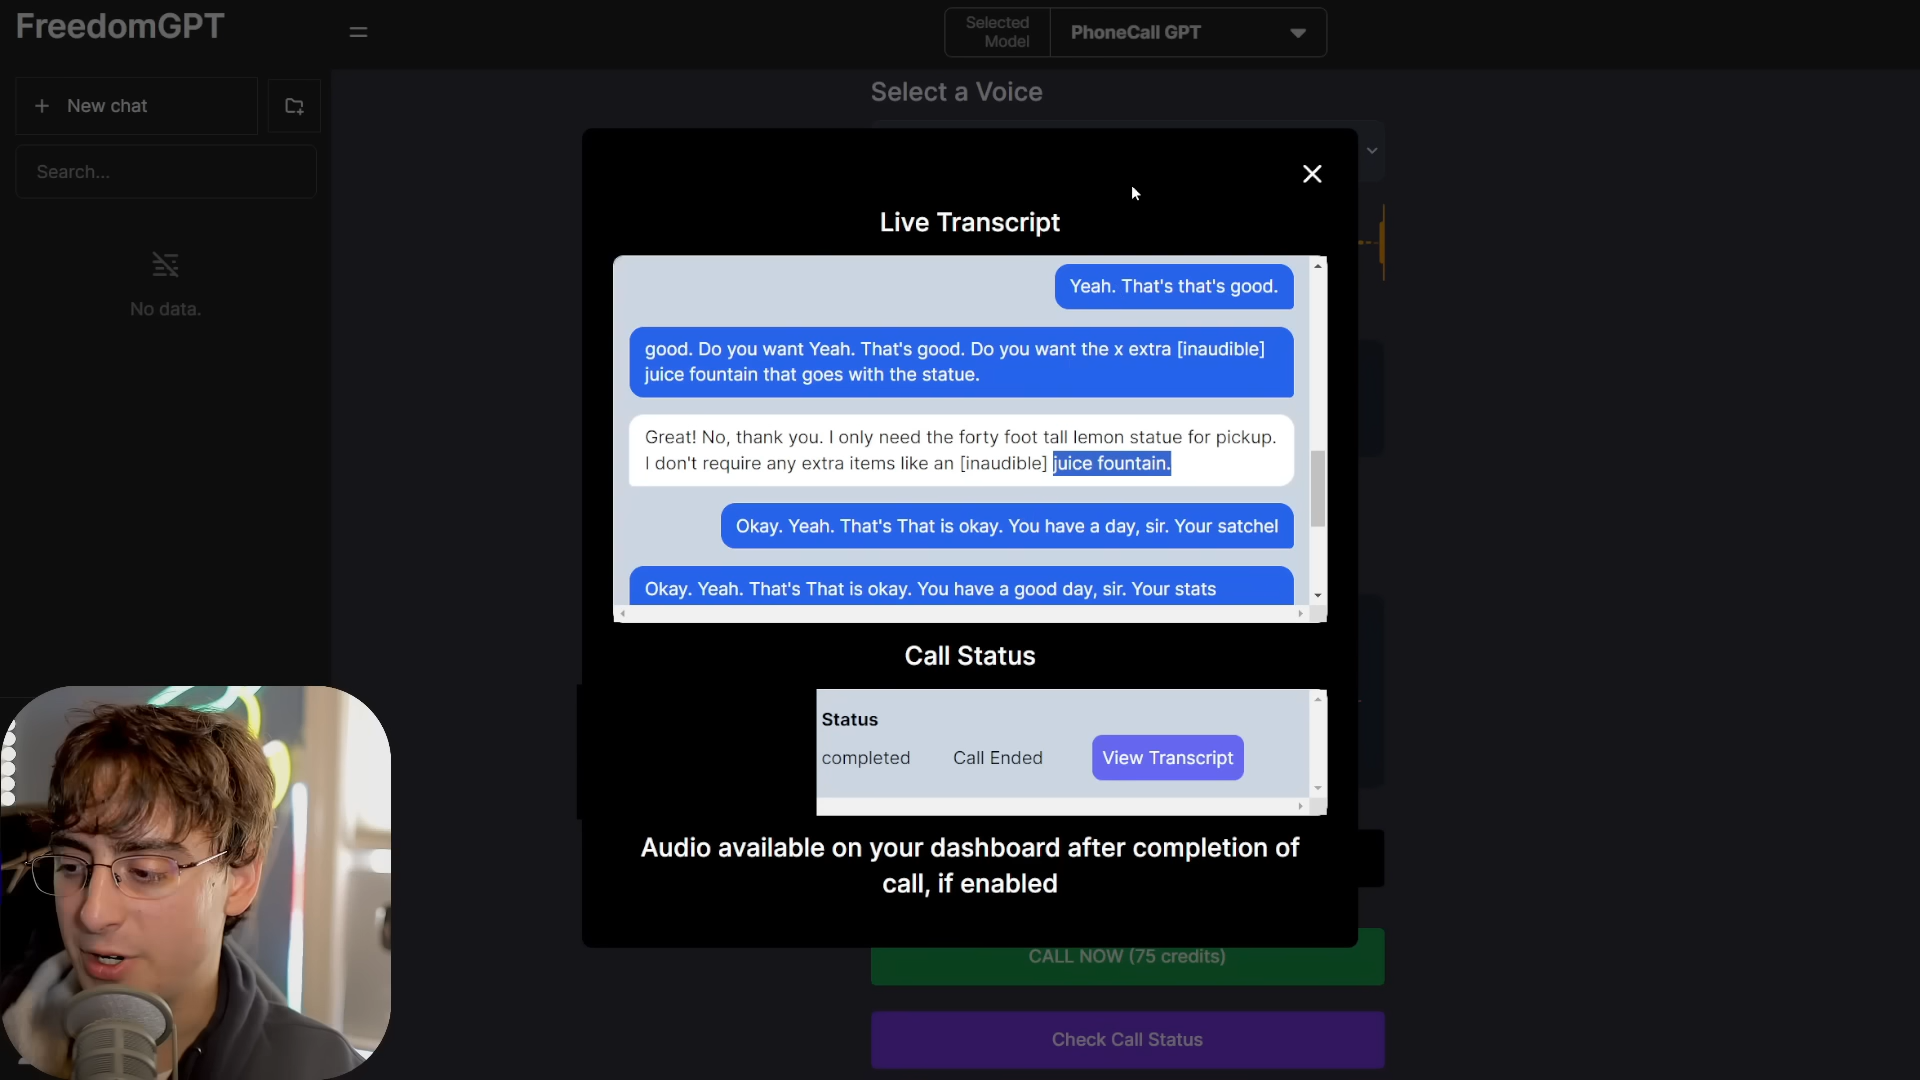 FreedomGPT
Selected
Model
PhoneCall GPT
New chat
Search...
No data.
Select a Voice
Live Transcript
Yeah. That's that's good.
good. Do you want Yeah. That's good. Do you want the x extra [inaudible]
juice fountain that goes with the statue.
Great! No, thank you. I only need the forty foot tall lemon statue for pickup.
I don't require any extra items like an [inaudible] juice fountain.
Okay. Yeah. That's That is okay. You have a day, sir. Your satchel
Okay. Yeah. That's That is okay. You have a good day, sir. Your stats
Call Status
Status
completed
Call Ended
View Transcript
Audio available on your dashboard after completion of
call, if enabled
CALL NOW (75 credits)
Check Call Status